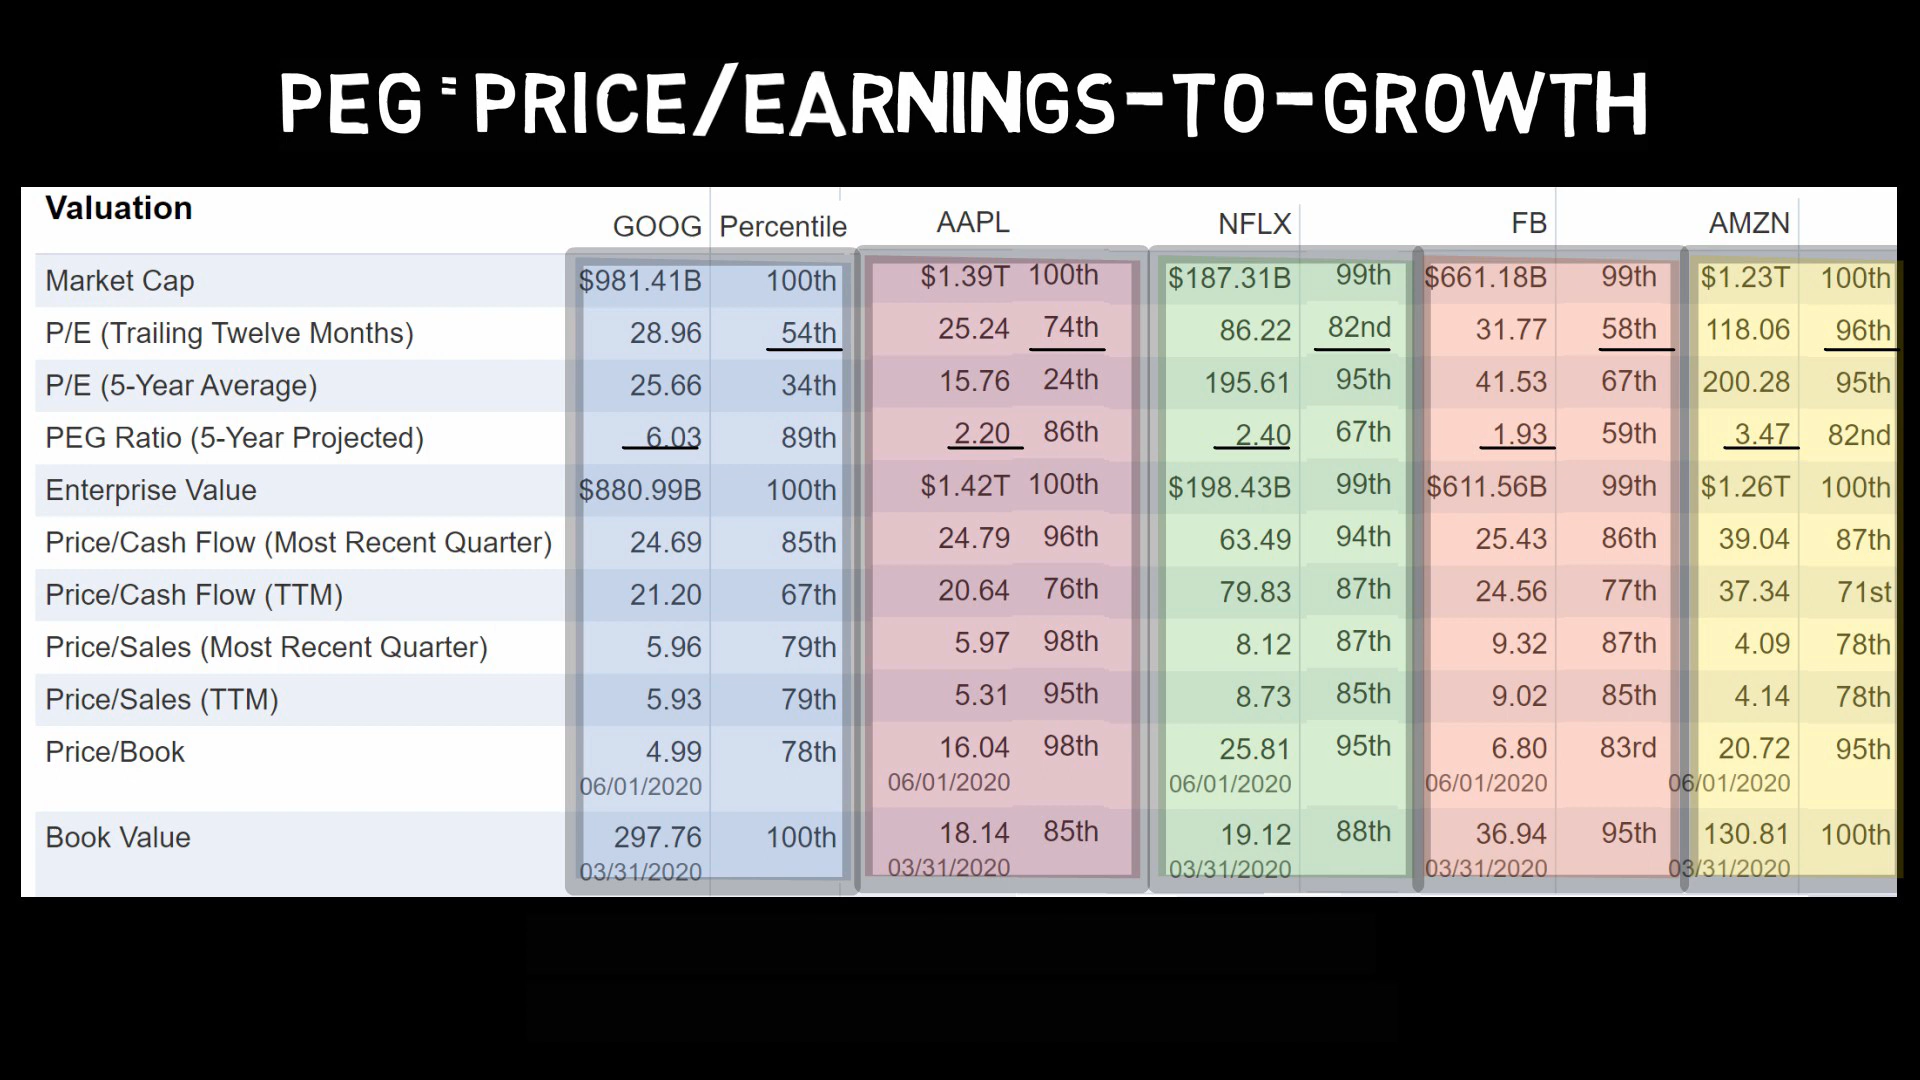 PEG = PRICE/EARNINGS-TO-GROWTH
Valuation
GOOG Percentile AAPL NFLX FB AMZN
Market Cap $981.41B 100th $1.39T 100th $187.31B 99th $661.18B 99th $1.23T 100th
P/E (Trailing Twelve Months) 28.96 54th 25.24 74th 86.22 82nd 31.77 58th 118.06 96th
P/E (5-Year Average) 25.66 34th 15.76 24th 195.61 95th 41.53 67th 200.28 95th
PEG Ratio (5-Year Projected) 6.03 89th 2.20 86th 2.40 67th 1.93 59th 3.47 82nd
Enterprise Value $880.99B 100th $1.42T 100th $198.43B 99th $611.56B 99th $1.26T 100th
Price/Cash Flow (Most Recent Quarter) 24.69 85th 24.79 96th 63.49 94th 25.43 86th 39.04 87th
Price/Cash Flow (TTM) 21.20 67th 20.64 76th 79.83 87th 24.56 77th 37.34 71st
Price/Sales (Most Recent Quarter) 5.96 79th 5.97 98th 8.12 87th 9.32 87th 4.09 78th
Price/Sales (TTM) 5.93 79th 5.31 95th 8.73 85th 9.02 85th 4.14 78th
Price/Book 4.99 78th 16.04 98th 25.81 95th 6.80 83rd 20.72 95th
06/01/2020 06/01/2020 06/01/2020 06/01/2020 06/01/2020
Book Value 297.76 100th 18.14 85th 19.12 88th 36.94 95th 130.81 100th
03/31/2020 03/31/2020 03/31/2020 03/31/2020 03/31/2020